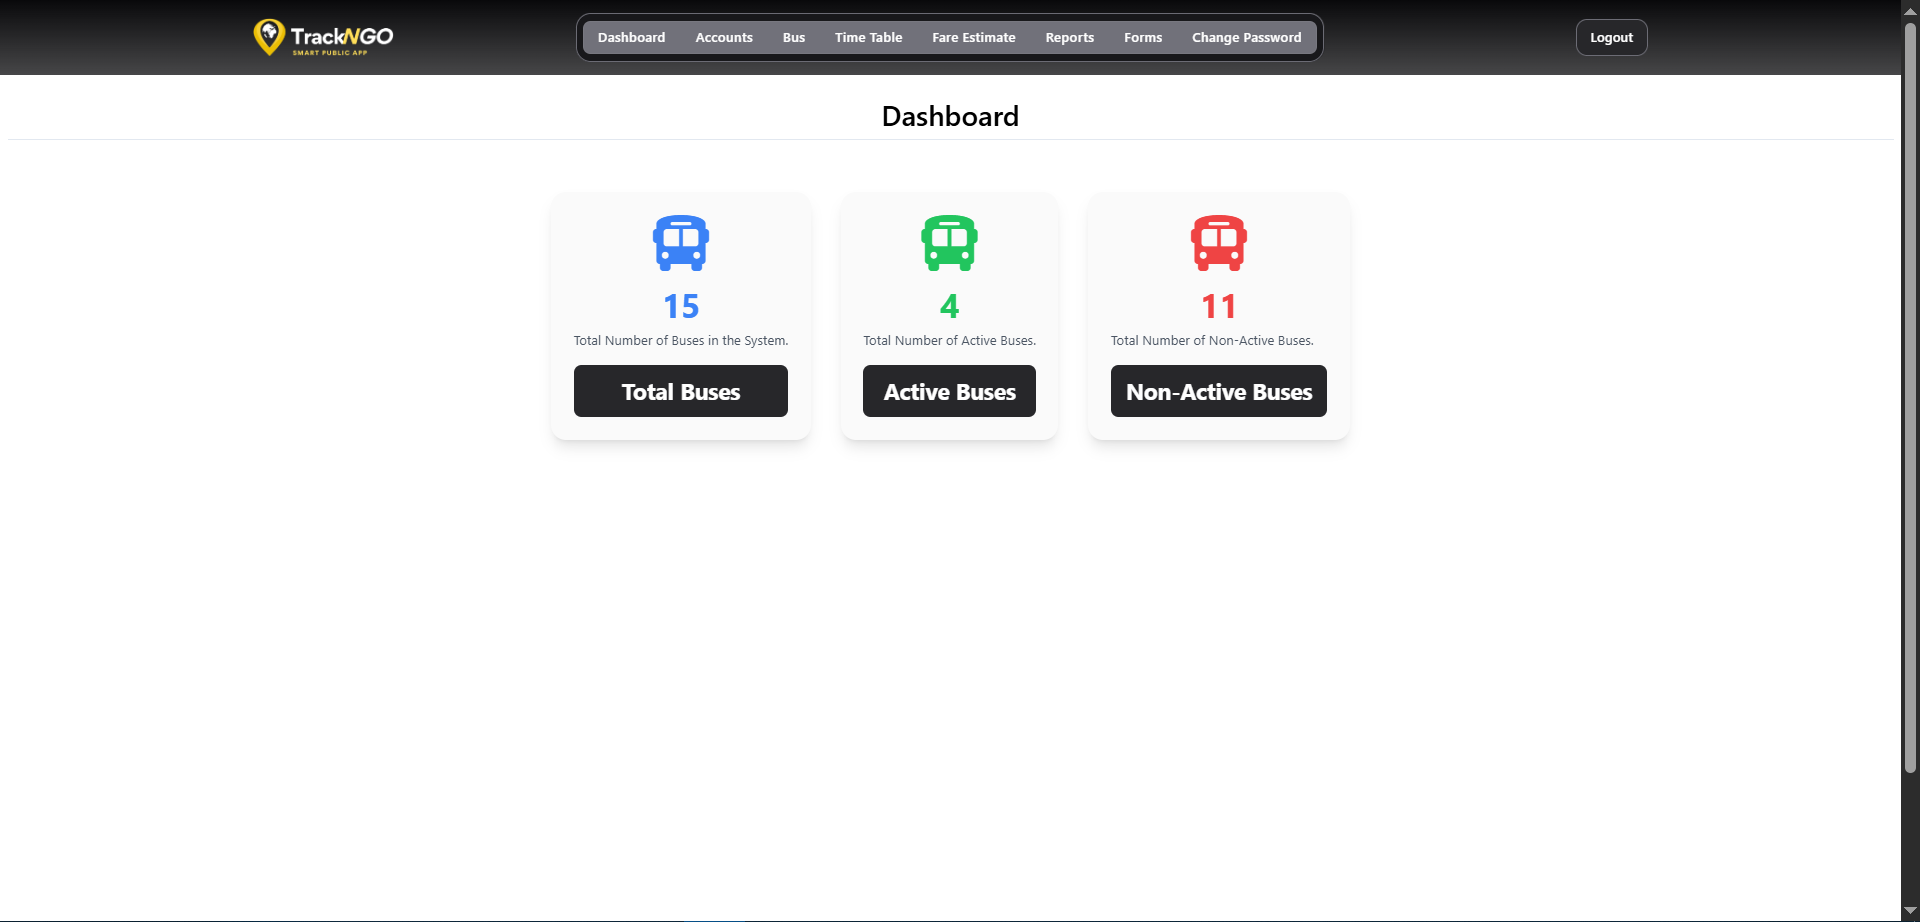 TrackNGO
SMART PUBLIC APP
Dashboard Accounts Bus Time Table Fare Estimate Reports Forms Change Password
Logout
Dashboard
15
Total Number of Buses in the System.
Total Buses
4
Total Number of Active Buses.
Active Buses
11
Total Number of Non-Active Buses.
Non-Active Buses